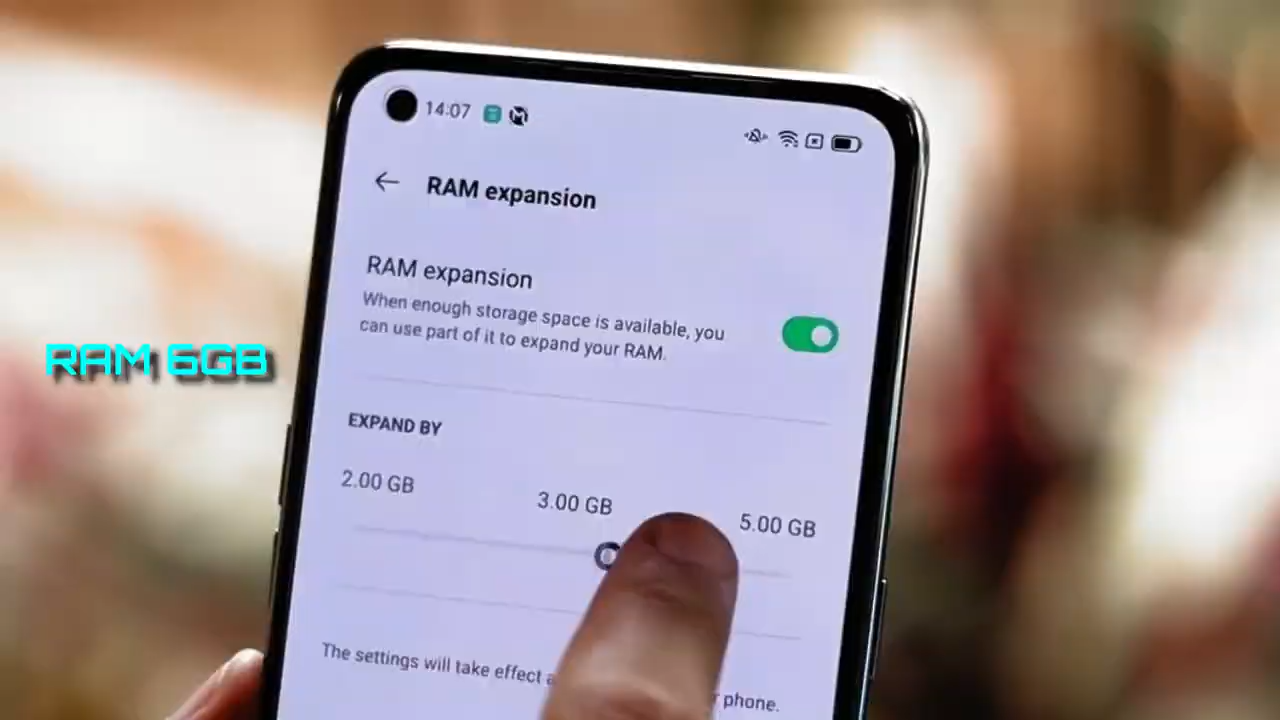 14:07
RAM expansion
RAM expansion
When enough storage space is available, you
can use part of it to expand your RAM.
RAM 6GB
EXPAND BY
2.00 GB 3.00 GB 5.00 GB
The settings will take effect phone.